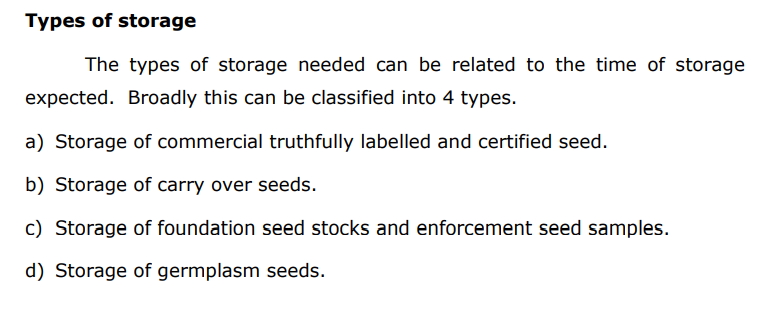 Types of storage
The types of storage needed can be related to the time of storage
expected. Broadly this can be classified into 4 types.
a) Storage of commercial truthfully labelled and certified seed.
b) Storage of carry over seeds.
c) Storage of foundation seed stocks and enforcement seed samples.
d) Storage of germplasm seeds.